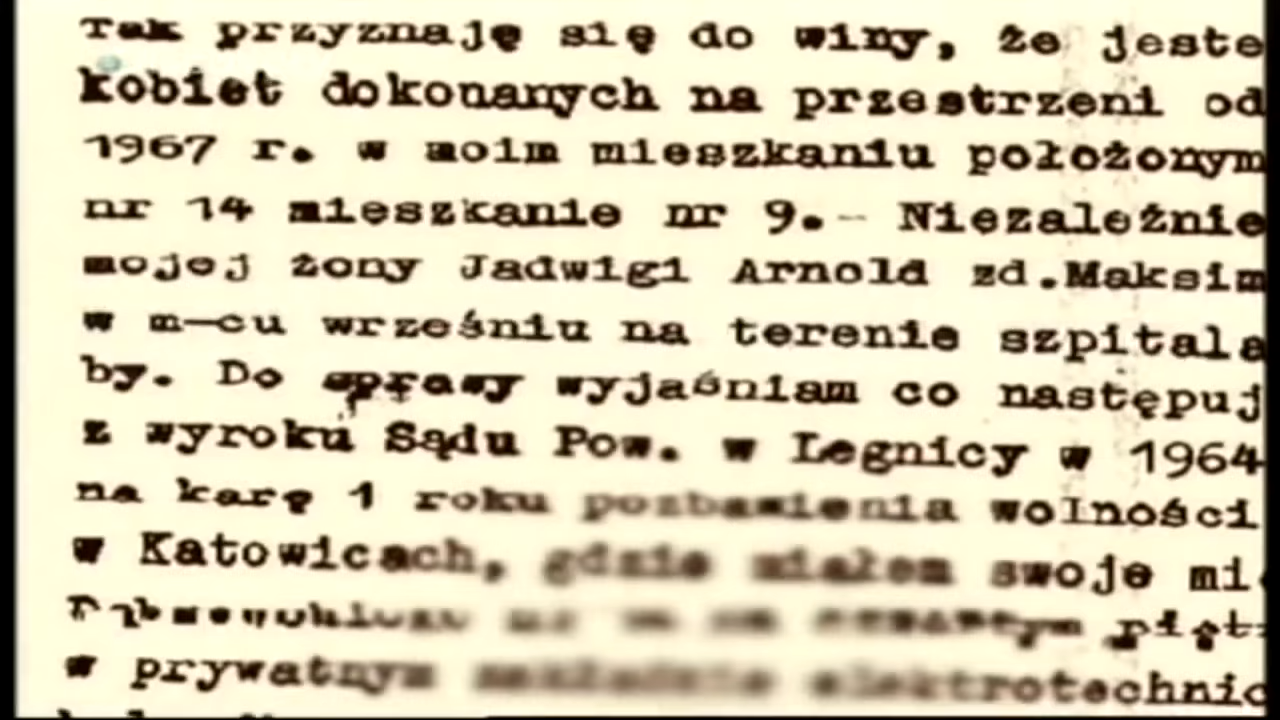 Tak przyznaję się do winy, że jeste
kobiet dokonanych na przestrzeni od
1967 r. w moim mieszkaniu położonym
nr 14 mieszkanie nr 9.- Niezależnie
mojej żony Jadwigi Arnold zd.Maksim
w m-cu wrześniu na terenie szpitala
by. Do sprawy wyjaśniam co następuj
z wyroku Sądu Pow. w Legnicy w 1964
na karę 1 roku pozbawienia wolności
w Katowicach, gdzie miałem swoje mi
piętr
w prywatnym zakładzie elektrotechnic